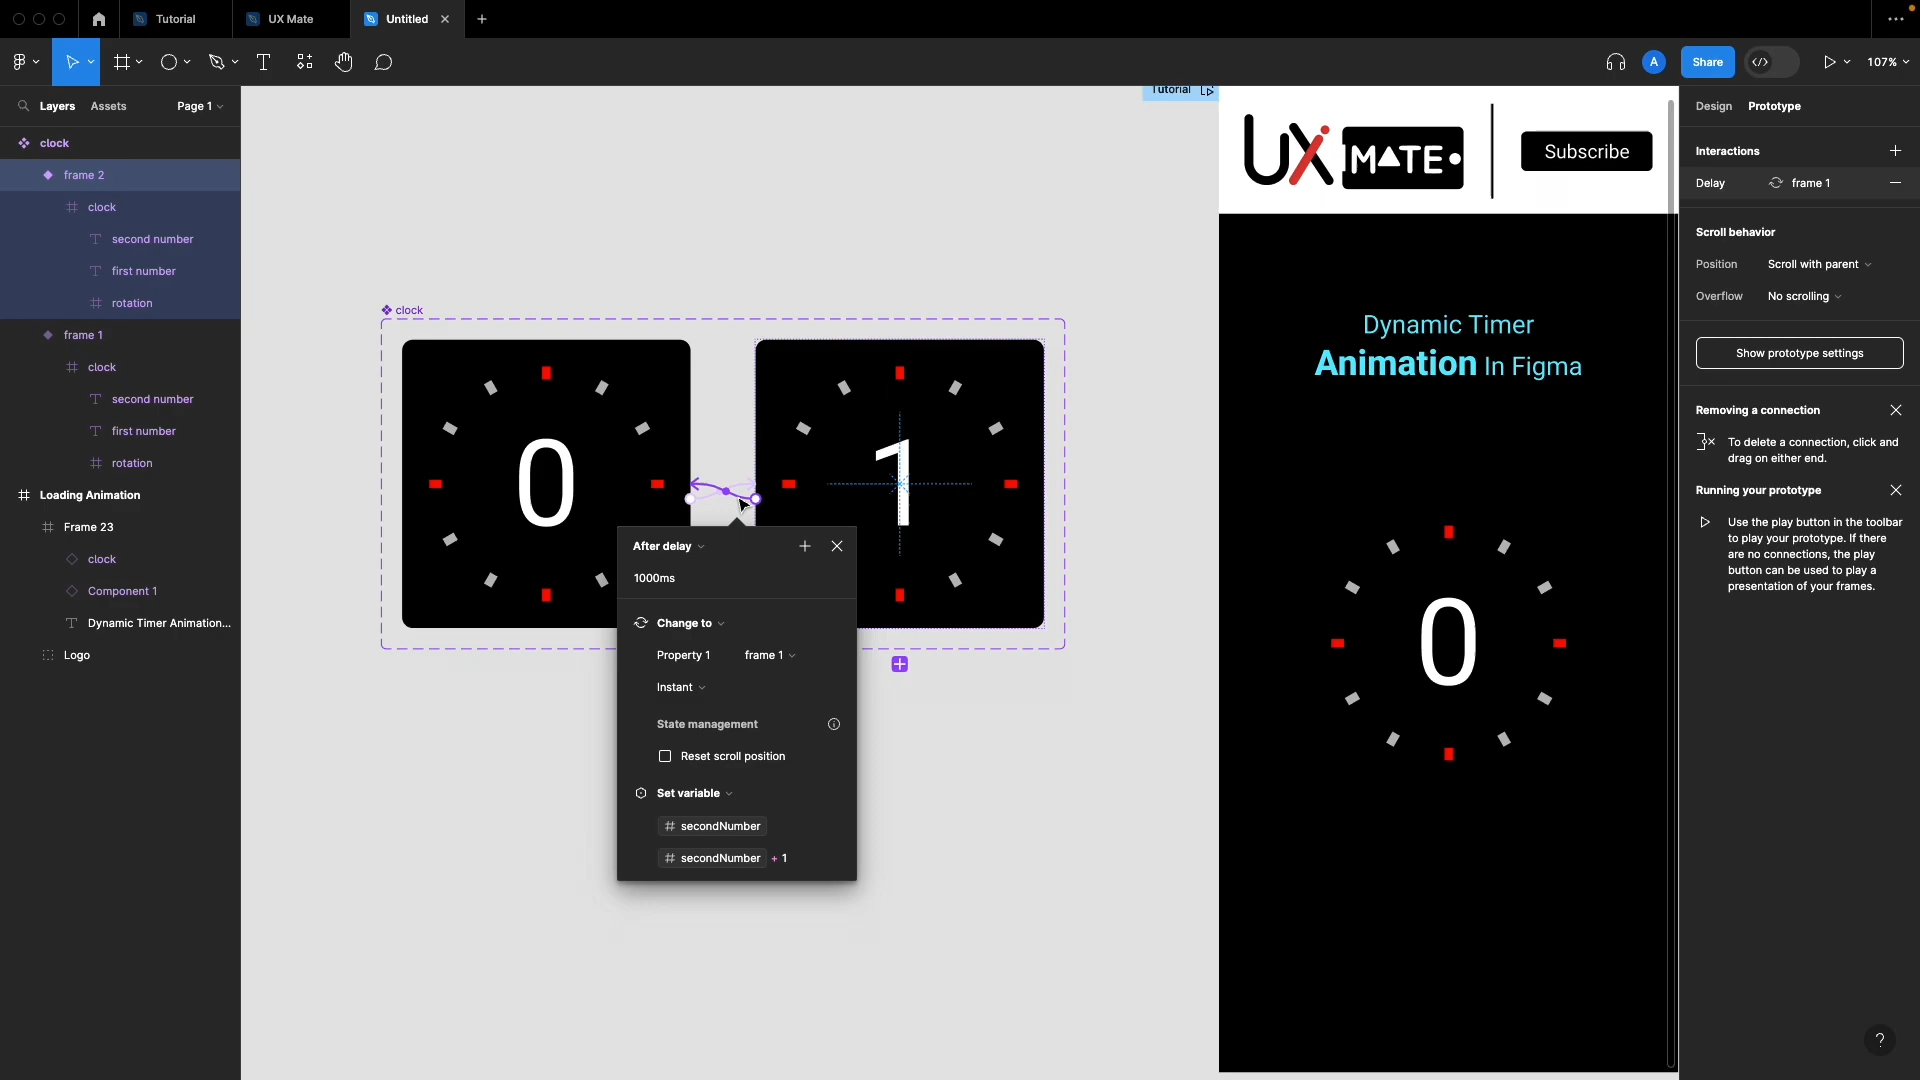 Tutorial
UX Mate
Untitled
T
A
Share
107%
Layers
Assets
Page 1
clock
frame 2
clock
T second number
T first number
rotation
frame 1
clock
T second number
T first number
rotation
Loading Animation
Frame 23
clock
Component 1
T Dynamic Timer Animation...
Logo
clock
0
1
After delay
1000ms
Change to
Property 1
frame 1
Instant
State management
Reset scroll position
Set variable
# secondNumber
# secondNumber + 1
Tutorial
UX MATE
Subscribe
Dynamic Timer
Animation In Figma
0
Design
Prototype
Interactions
Delay
frame 1
Scroll behavior
Position
Scroll with parent
Overflow
No scrolling
Show prototype settings
Removing a connection
To delete a connection, click and
drag on either end.
Running your prototype
Use the play button in the toolbar
to play your prototype. If there
are no connections, the play
button can be used to play a
presentation of your frames.
?